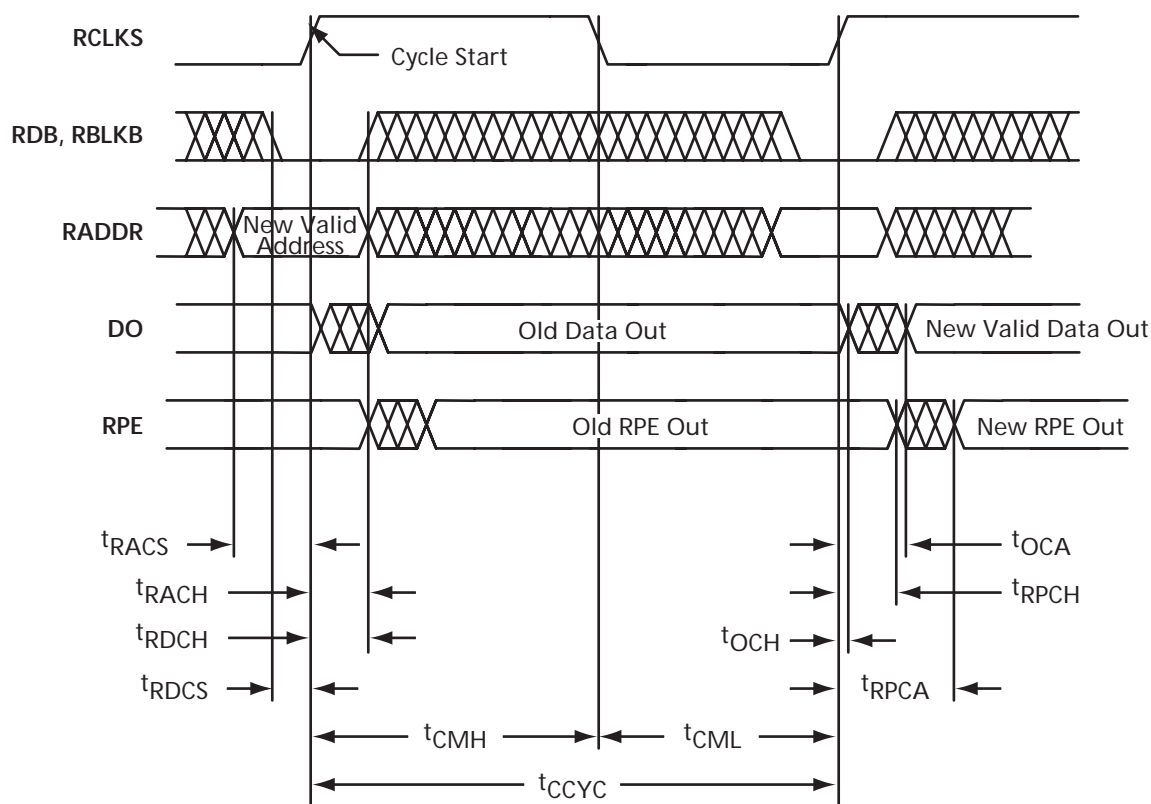 RCLKS
Cycle Start
RDB, RBLKB
RADDR
New Valid
Address
DO
Old Data Out
New Valid Data Out
RPE
Old RPE Out
New RPE Out
tRACS
tOCA
tRACH
tRPCH
tRDCH
tOCH
tRDCS
tRPCA
tCMH
tCML
tCCYC